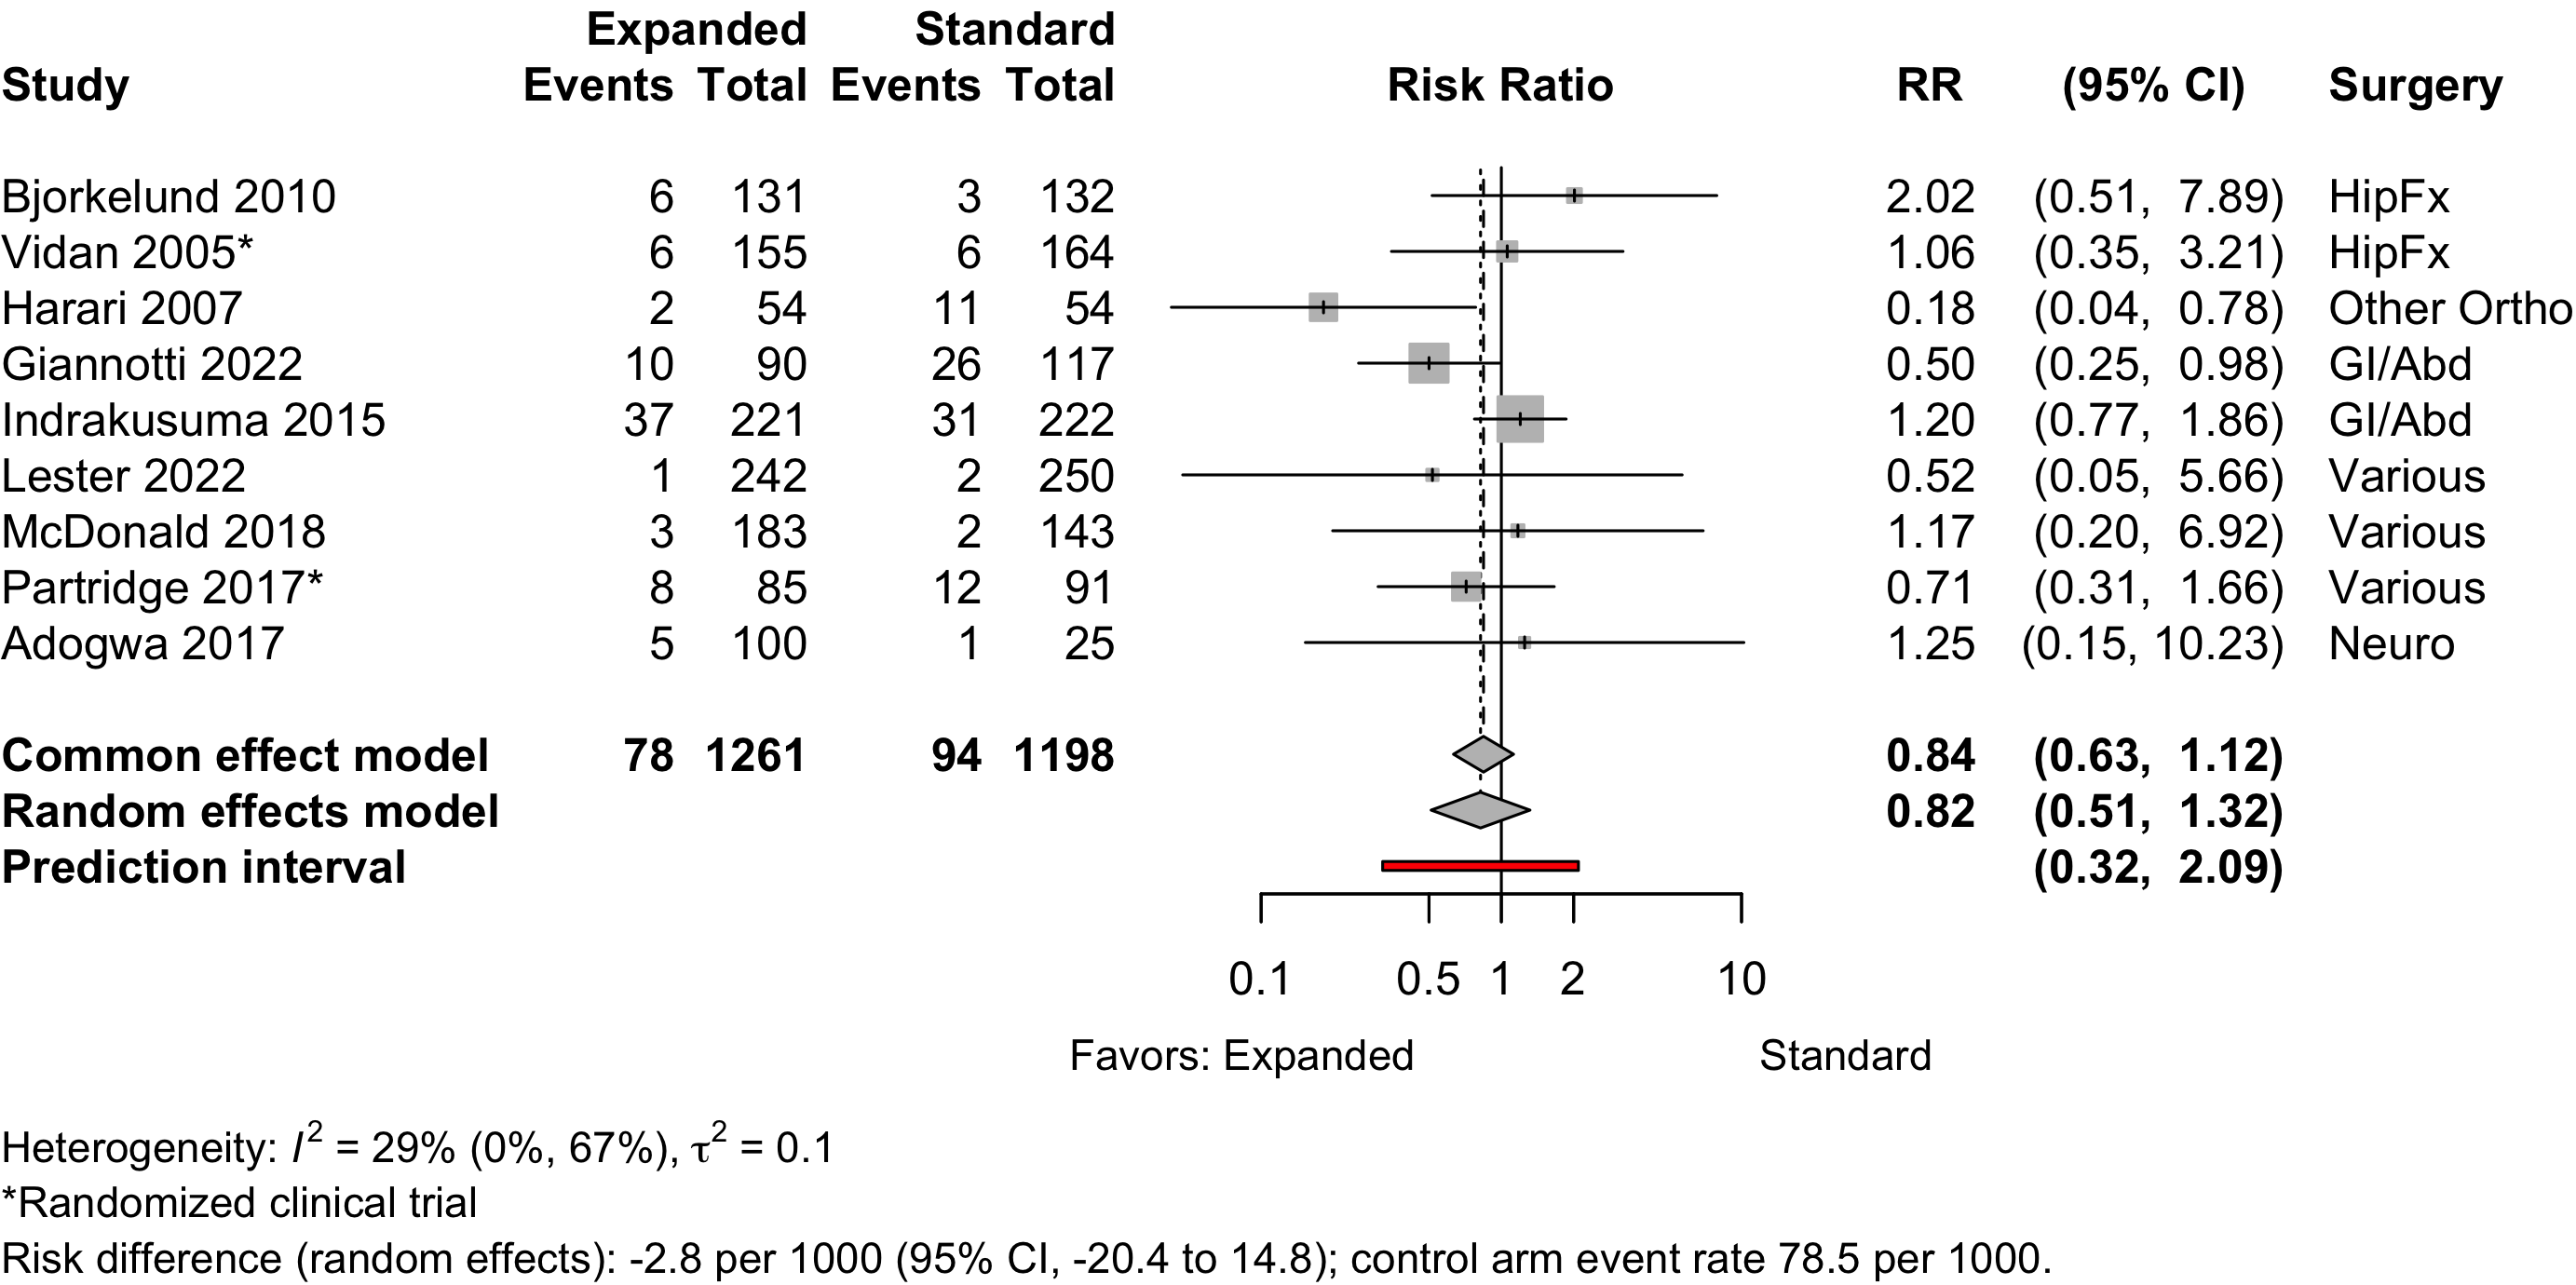 Expanded Standard
Study Events Total Events Total Risk Ratio RR (95% CI) Surgery
Bjorkelund 2010 6 131 3 132 2.02 (0.51, 7.89) HipFx
Vidan 2005* 6 155 6 164 1.06 (0.35, 3.21) HipFx
Harari 2007 2 54 11 54 0.18 (0.04, 0.78) Other Ortho
Giannotti 2022 10 90 26 117 0.50 (0.25, 0.98) GI/Abd
Indrakusuma 2015 37 221 31 222 1.20 (0.77, 1.86) GI/Abd
Lester 2022 1 242 2 250 0.52 (0.05, 5.66) Various
McDonald 2018 3 183 2 143 1.17 (0.20, 6.92) Various
Partridge 2017* 8 85 12 91 0.71 (0.31, 1.66) Various
Adogwa 2017 5 100 1 25 1.25 (0.15, 10.23) Neuro
Common effect model 78 1261 94 1198 0.84 (0.63, 1.12)
Random effects model 0.82 (0.51, 1.32)
Prediction interval (0.32, 2.09)
0.1 0.5 1 2 10
Favors: Expanded Standard
Heterogeneity: I² = 29% (0%, 67%), τ² = 0.1
*Randomized clinical trial
Risk difference (random effects): -2.8 per 1000 (95% CI, -20.4 to 14.8); control arm event rate 78.5 per 1000.